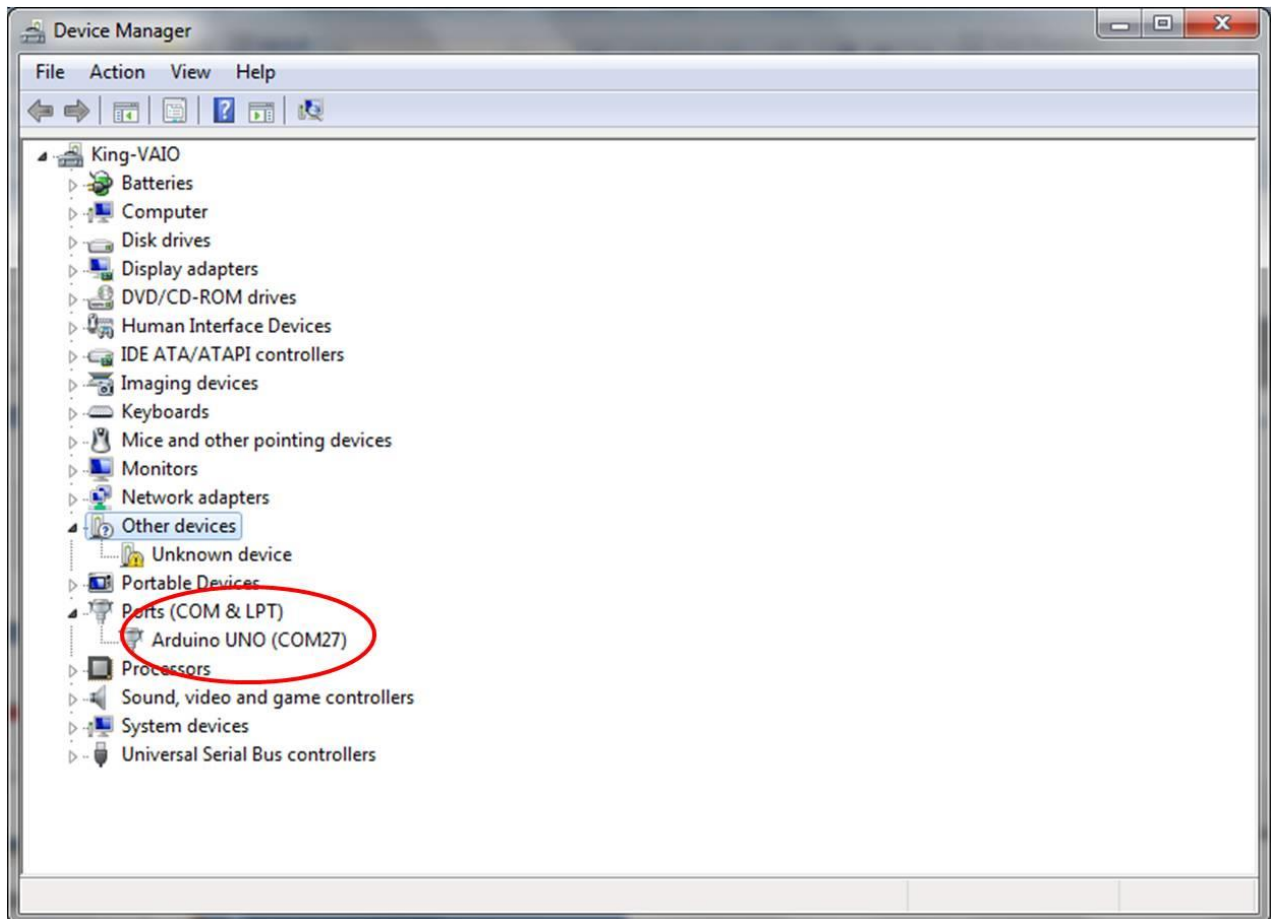 Device Manager
File Action View Help
King-VAIO
Batteries
Computer
Disk drives
Display adapters
DVD/CD-ROM drives
Human Interface Devices
IDE ATA/ATAPI controllers
Imaging devices
Keyboards
Mice and other pointing devices
Monitors
Network adapters
Other devices
Unknown device
Portable Devices
Ports (COM & LPT)
Arduino UNO (COM27)
Processors
Sound, video and game controllers
System devices
Universal Serial Bus controllers